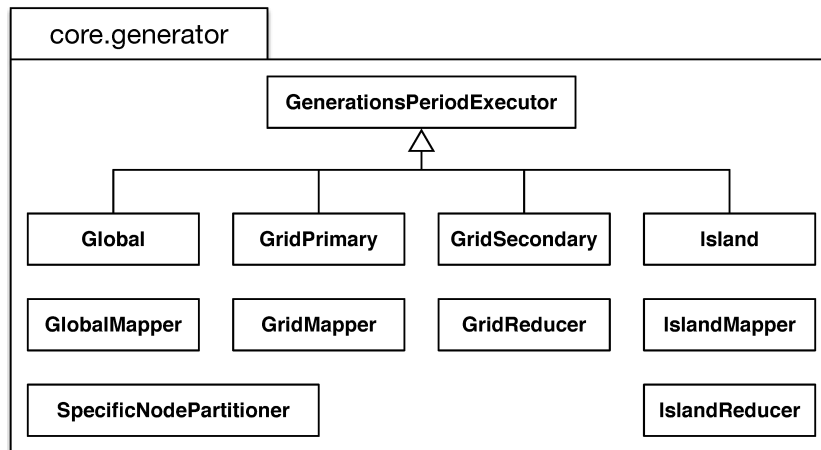 core.generator
GenerationsPeriodExecutor
Global
GridPrimary
GridSecondary
Island
GlobalMapper
GridMapper
GridReducer
IslandMapper
SpecificNodePartitioner
IslandReducer